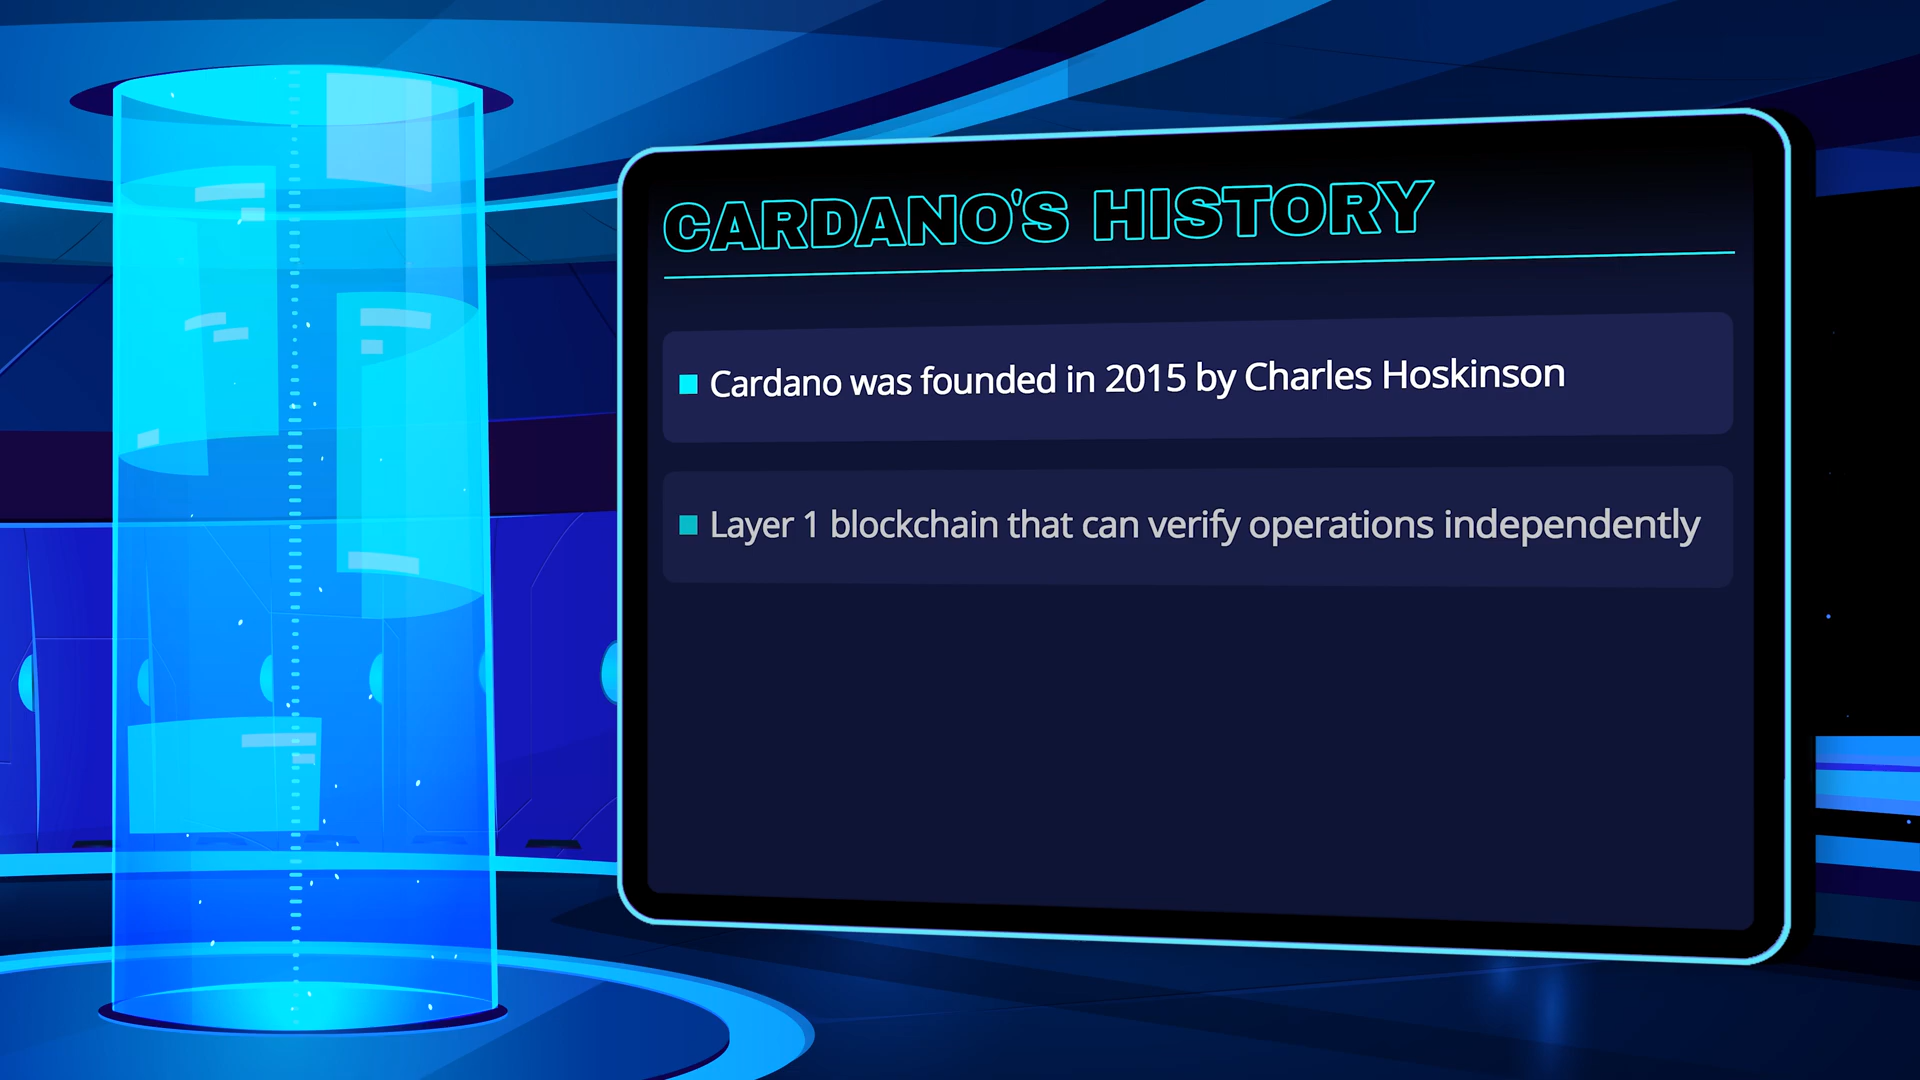 CARDANO'S HISTORY
Cardano was founded in 2015 by Charles Hoskinson
Layer 1 blockchain that can verify operations independently